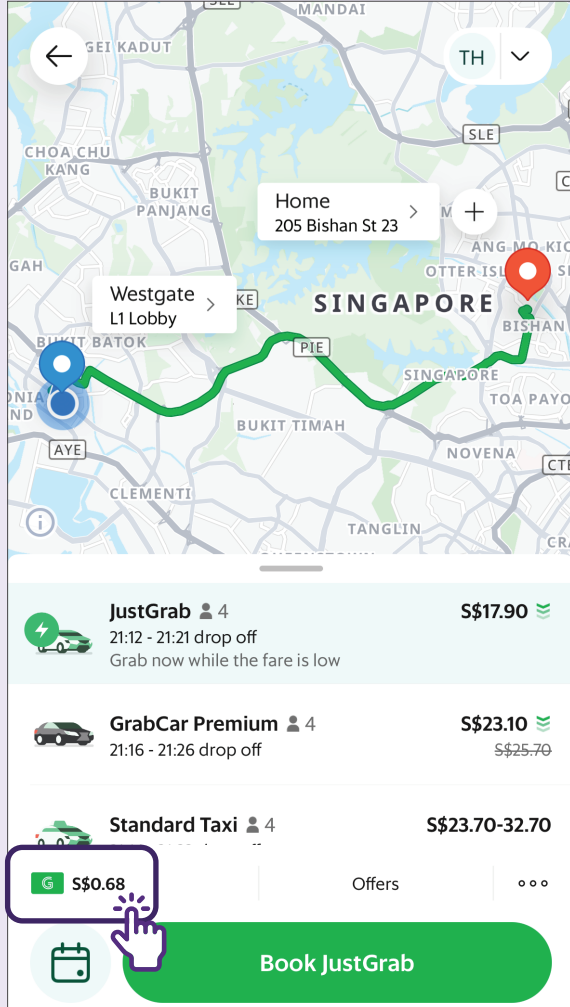 MANDAI
GEI KADUT
TH
SLE
CHOA CHU
KANG
BUKIT
PANJANG
Home
205 Bishan St 23
ANG MO KIO
GAH
OTTER ISL
Westgate
L1 Lobby
KE
SINGAPORE
BISHAN
BUKIT BATOK
PIE
SINGAPORE
TOA PAYO
ND
BUKIT TIMAH
AYE
NOVENA
CTE
CLEMENTI
TANGLIN
JustGrab 4
S$17.90
21:12 - 21:21 drop off
Grab now while the fare is low
GrabCar Premium 4
S$23.10
21:16 - 21:26 drop off
S$25.70
Standard Taxi 4
S$23.70-32.70
G S$0.68
Offers
Book JustGrab